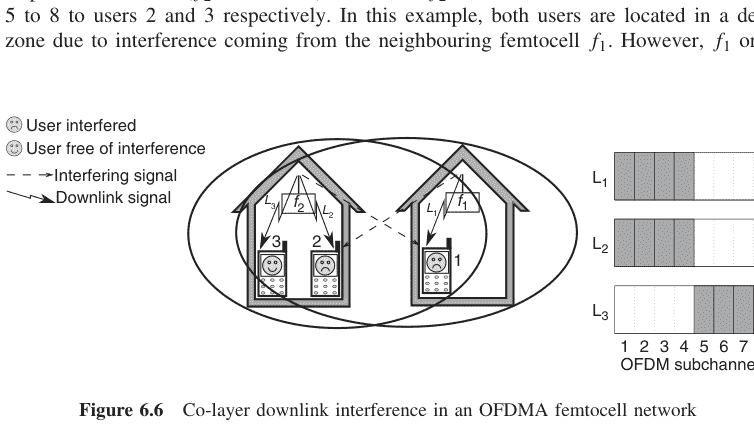 5 to 8 to users 2 and 3 respectively. In this example, both users are located in a
zone due to interference coming from the neighbouring femtocell f1. However, f1
User interfered
User free of interference
Interfering signal
Downlink signal
L3
f2
L2
3
2
L1
f1
1
L1
L2
L3
1 2 3 4 5 6 7
OFDM
Figure 6.6 Co-layer downlink interference in an OFDMA femtocell network